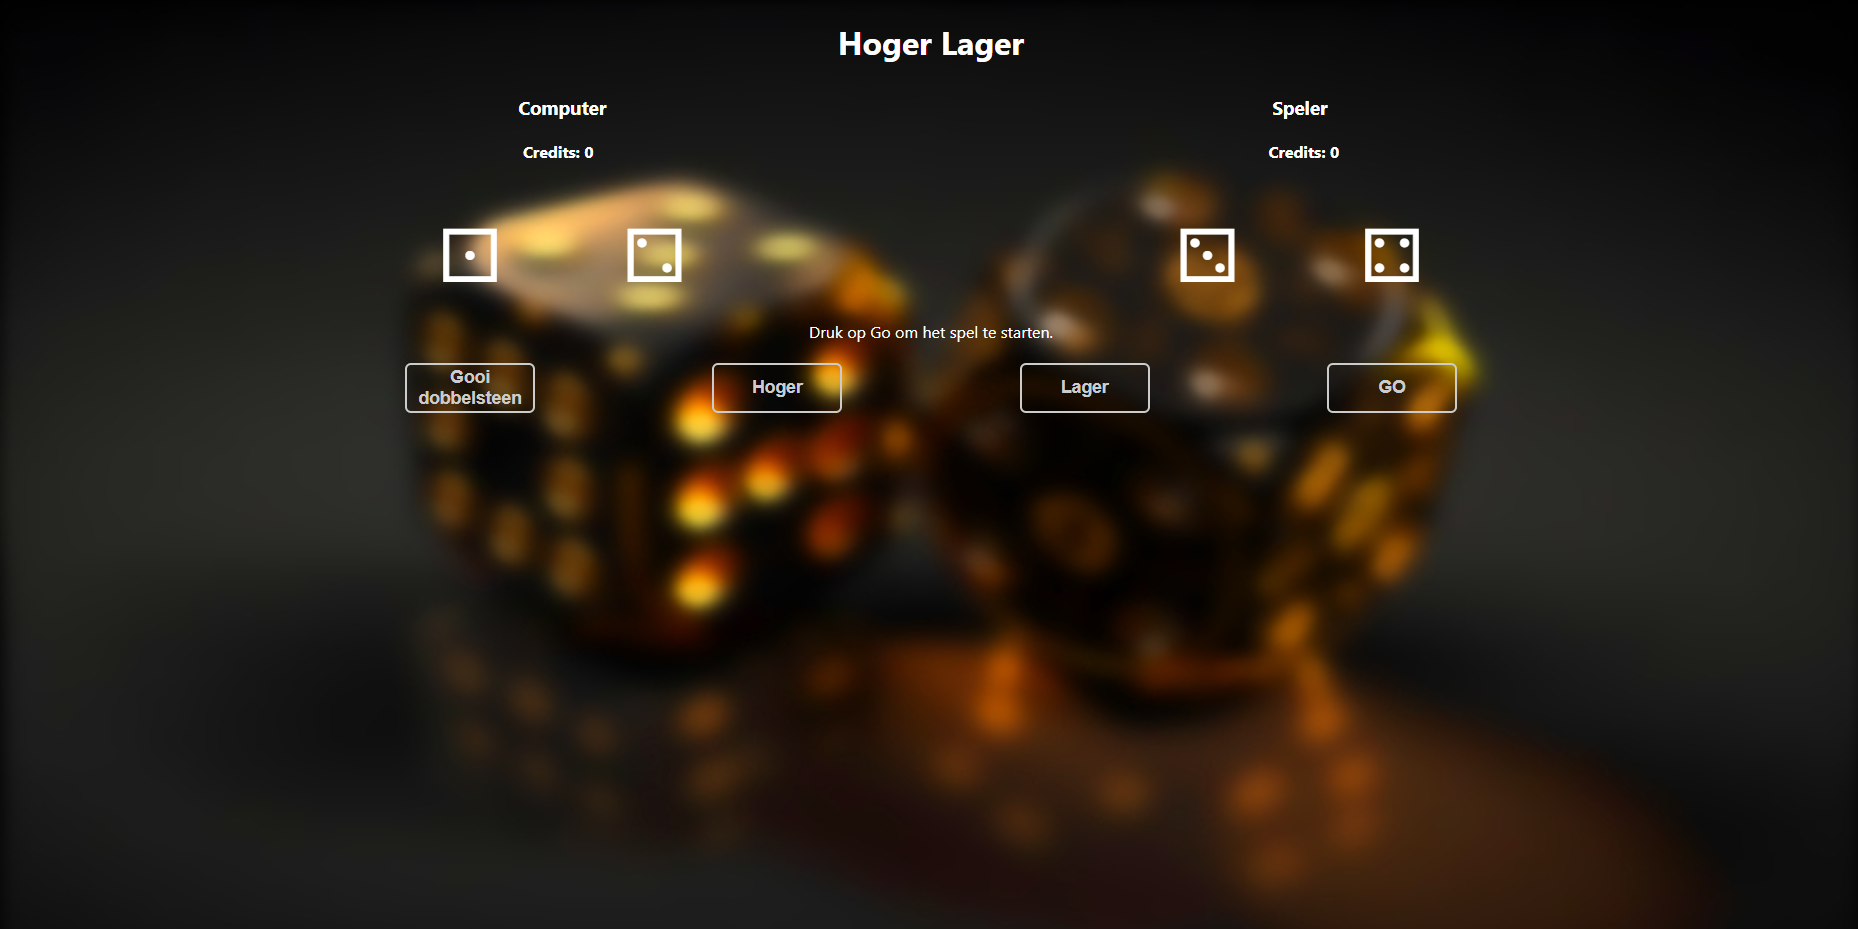 Hoger Lager
Computer
Speler
Credits: 0
Credits: 0
Druk op Go om het spel te starten.
Gooi
dobbelsteen
Hoger
Lager
GO